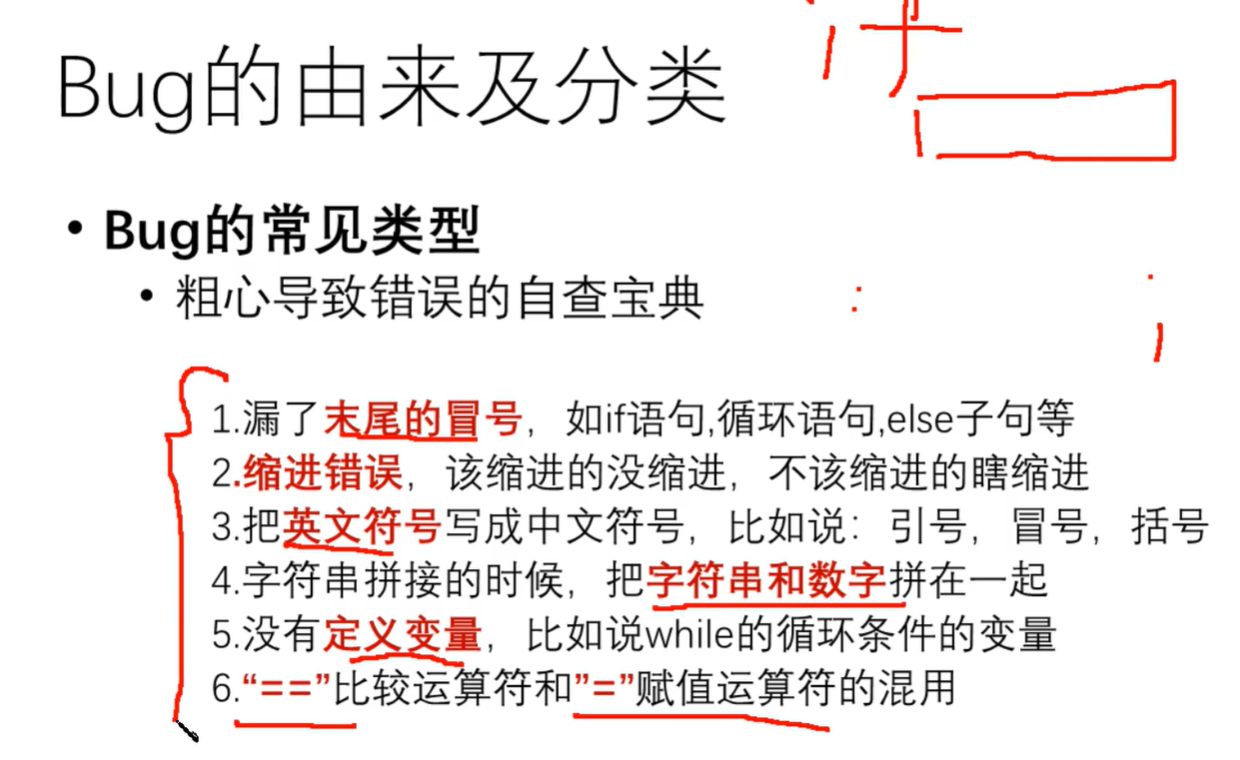 Bug的由来及分类
• Bug的常见类型
• 粗心导致错误的自查宝典
:
1.漏了末尾的冒号，如if语句,循环语句,else子句等
2.缩进错误，该缩进的没缩进，不该缩进的瞎缩进
3.把英文符号写成中文符号，比如说：引号，冒号，括号
4.字符串拼接的时候，把字符串和数字拼在一起
5.没有定义变量，比如说while的循环条件的变量
6.“==”比较运算符和”=”赋值运算符的混用